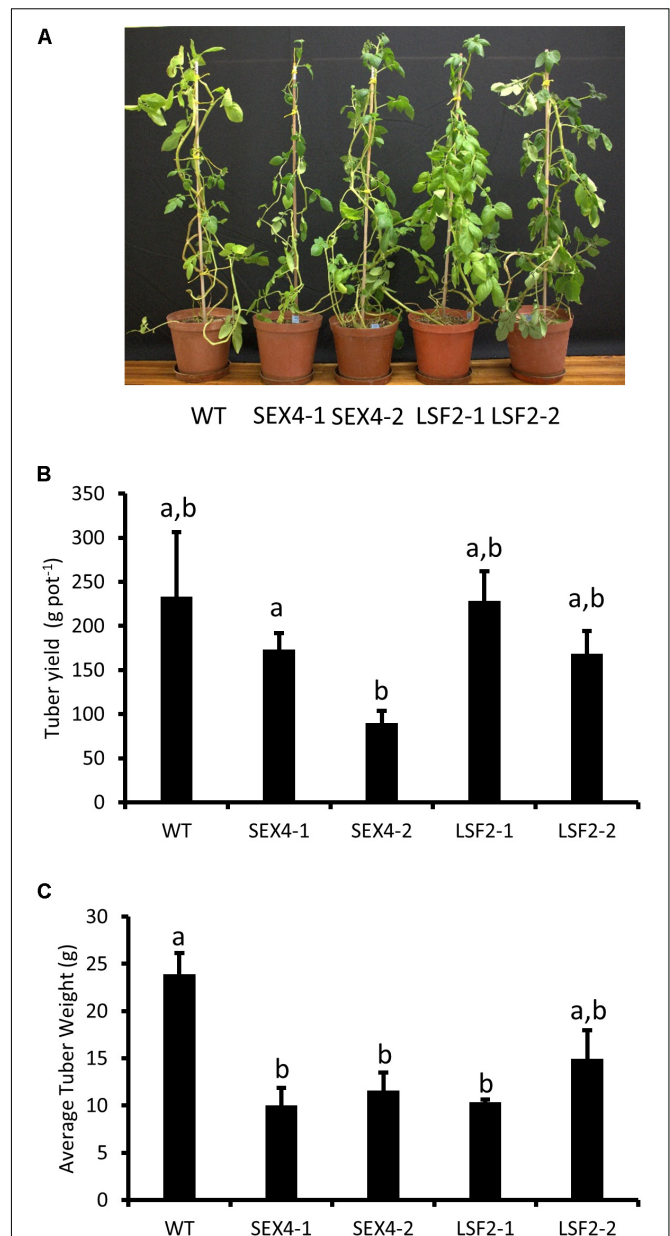 A
WT SEX4-1 SEX4-2 LSF2-1 LSF2-2
B
350
300
250
200
150
100
50
0
Tuber yield (g pot⁻¹)
a,b
a
b
a,b
a,b
WT SEX4-1 SEX4-2 LSF2-1 LSF2-2
C
30
25
20
15
10
5
0
Average Tuber Weight (g)
a
b
b
b
a,b
WT SEX4-1 SEX4-2 LSF2-1 LSF2-2